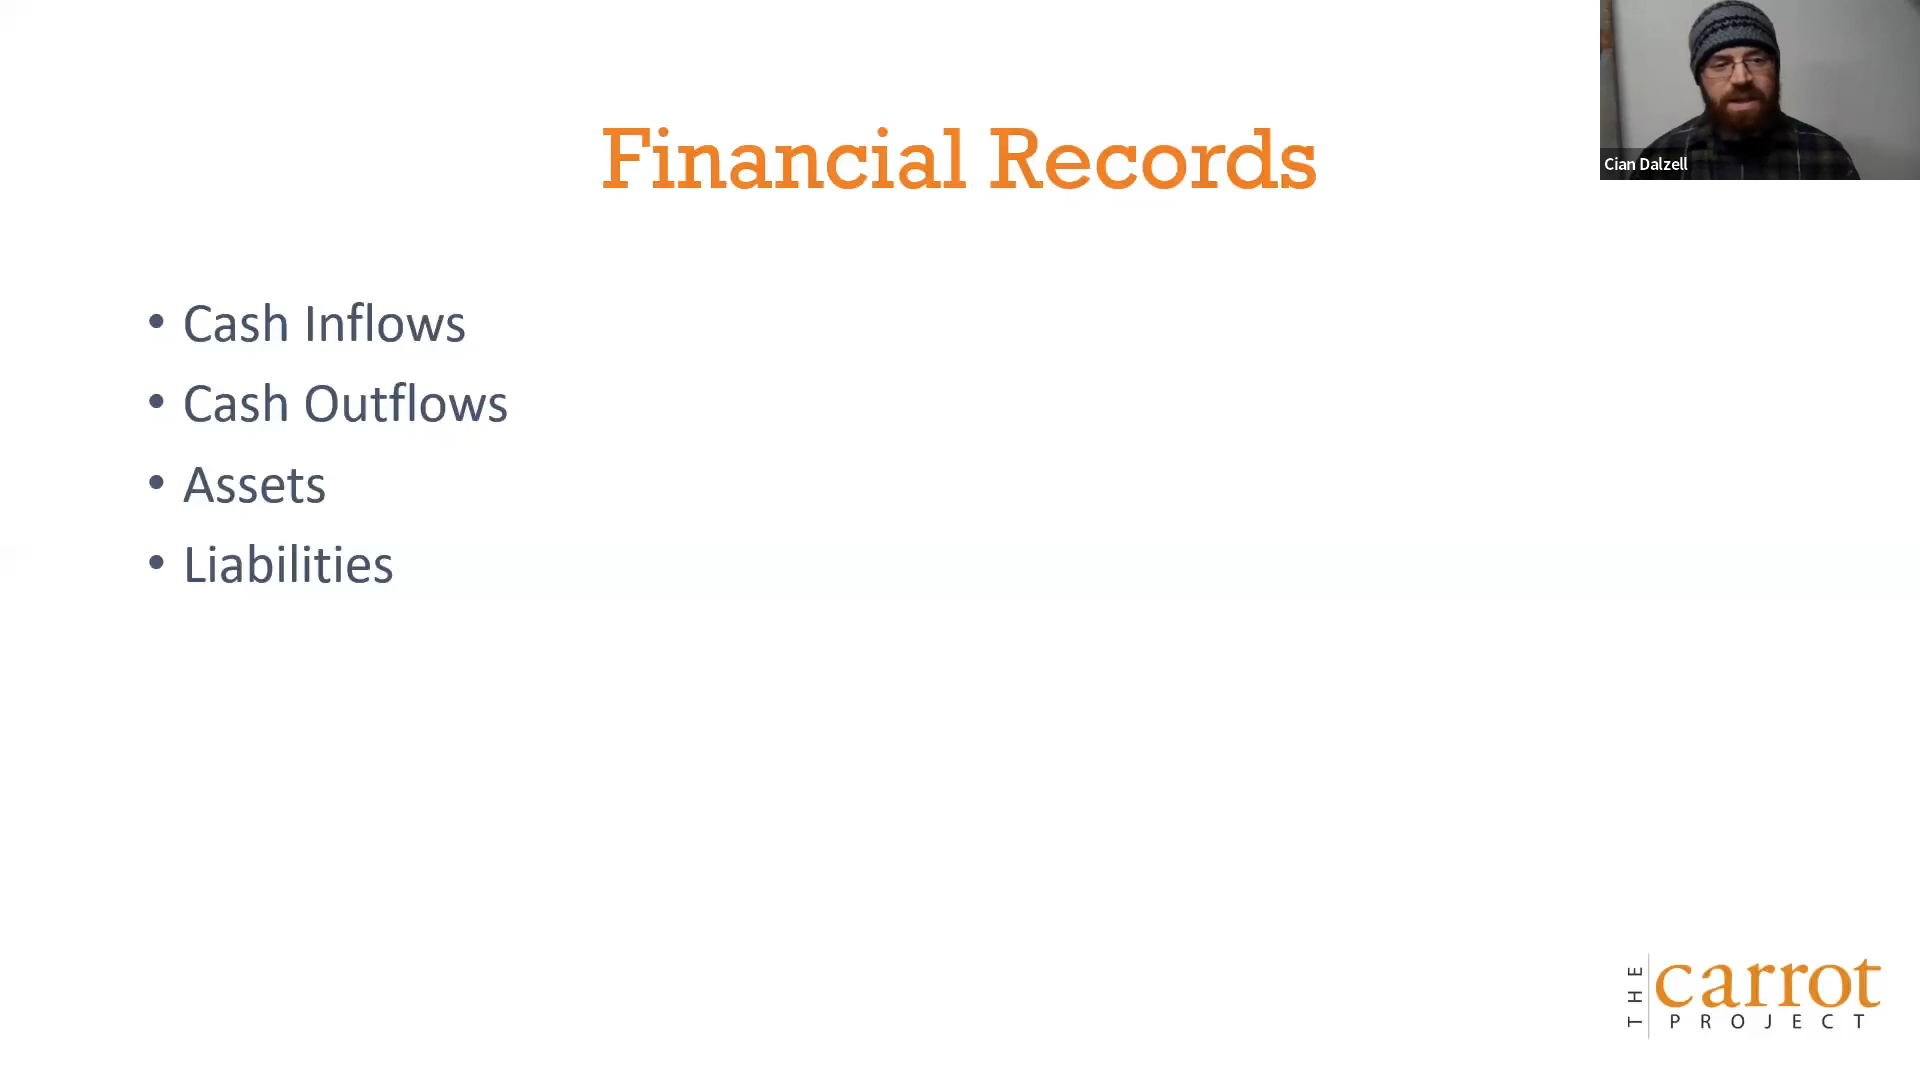 Financial Records
Cian Dalzell
• Cash Inflows
• Cash Outflows
• Assets
• Liabilities
THE
carrot
PROJECT